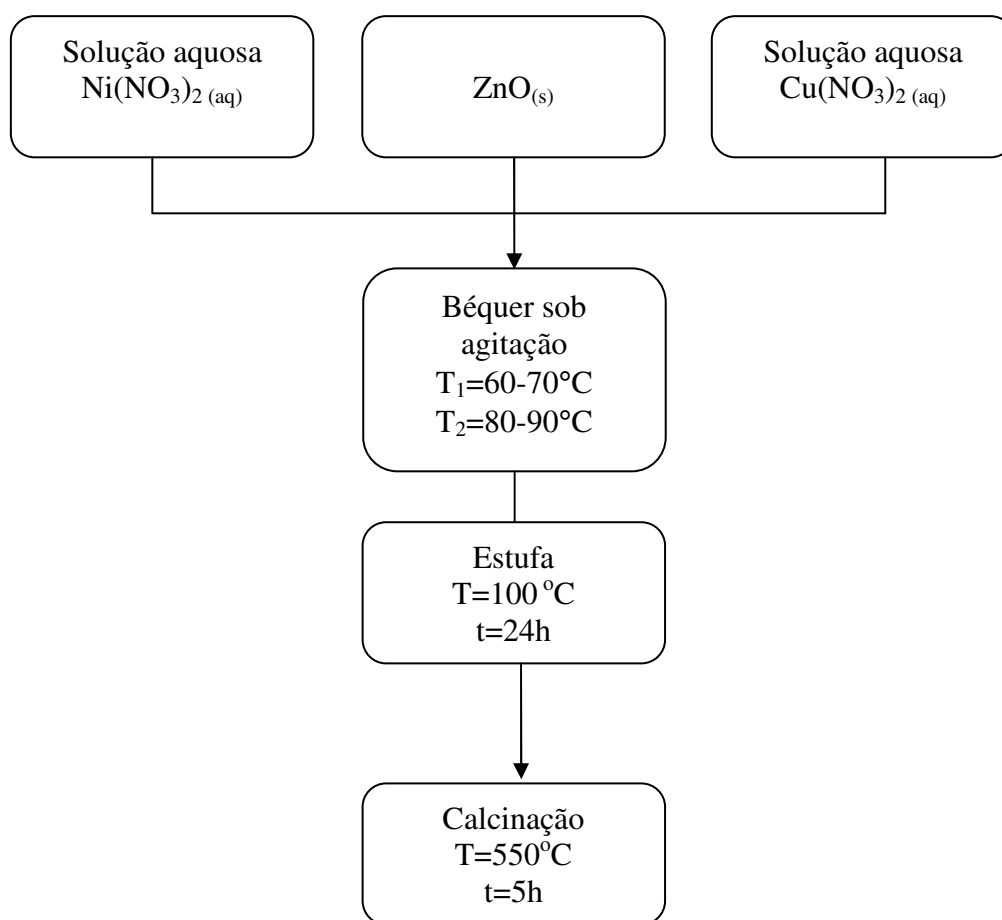 Solução aquosa
Ni(NO₃)₂ (aq)
ZnO(s)
Solução aquosa
Cu(NO₃)₂ (aq)
Béquer sob
agitação
T₁=60-70°C
T₂=80-90°C
Estufa
T=100 °C
t=24h
Calcinação
T=550°C
t=5h